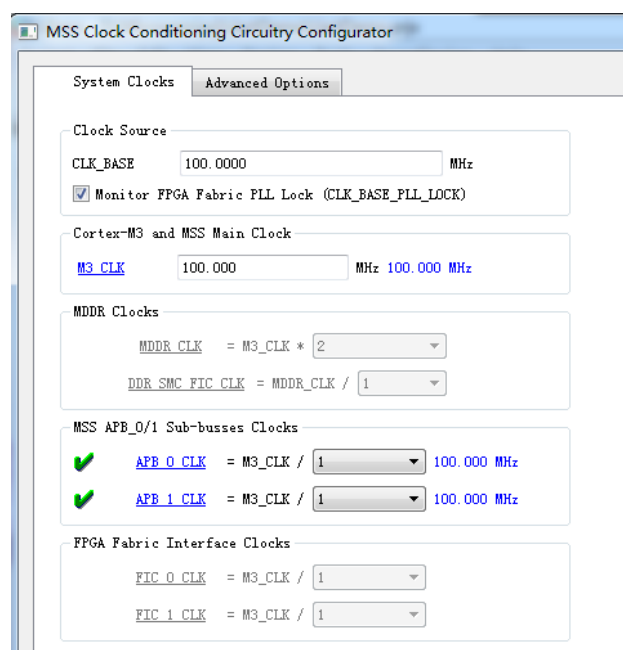 MSS Clock Conditioning Circuitry Configurator
System Clocks Advanced Options
Clock Source
CLK_BASE 100.0000 MHz
Monitor FPGA Fabric PLL Lock (CLK_BASE_PLL_LOCK)
Cortex-M3 and MSS Main Clock
M3_CLK 100.000 MHz 100.000 MHz
MDDR Clocks
MDDR_CLK = M3_CLK * 2
DDR_SMC_FIC_CLK = MDDR_CLK / 1
MSS APB_0/1 Sub-busses Clocks
APB_0_CLK = M3_CLK / 1 100.000 MHz
APB_1_CLK = M3_CLK / 1 100.000 MHz
FPGA Fabric Interface Clocks
FIC_0_CLK = M3_CLK / 1
FIC_1_CLK = M3_CLK / 1